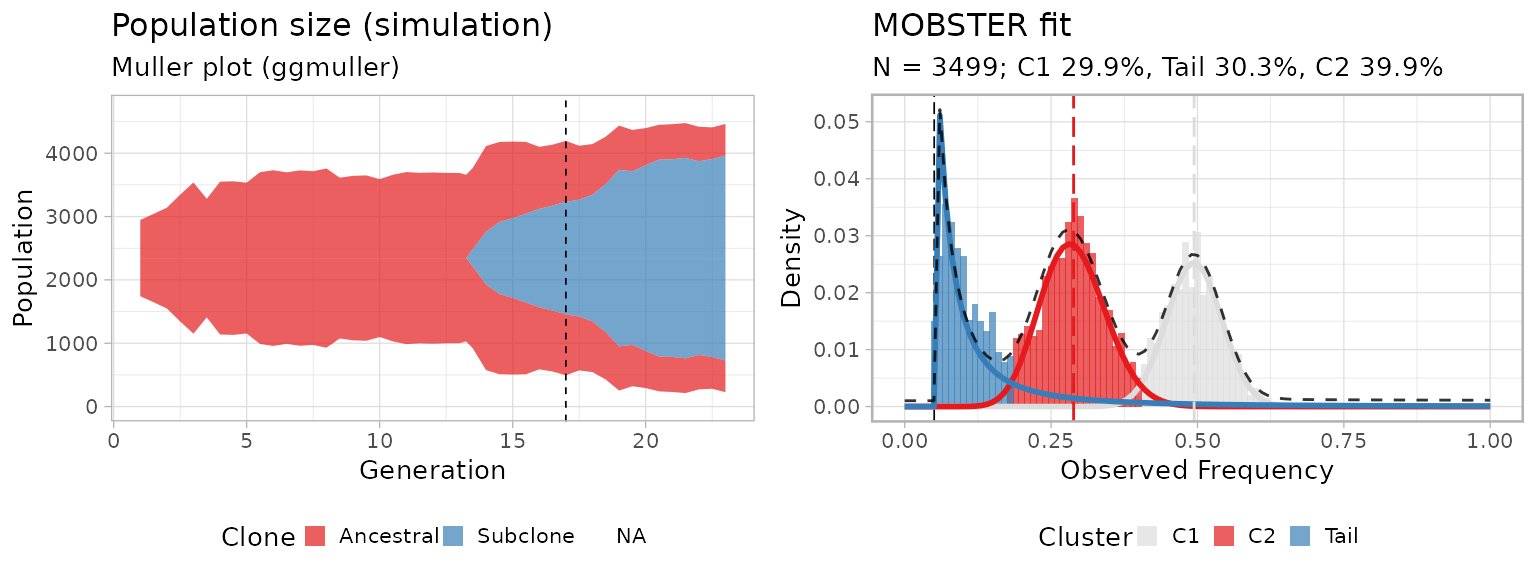 Population size (simulation)
Muller plot (ggmuller)
Population
4000
3000
2000
1000
0
0 5 10 15 20
Generation
Clone Ancestral Subclone NA
MOBSTER fit
N = 3499; C1 29.9%, Tail 30.3%, C2 39.9%
Density
0.05
0.04
0.03
0.02
0.01
0.00
0.00 0.25 0.50 0.75 1.00
Observed Frequency
Cluster C1 C2 Tail